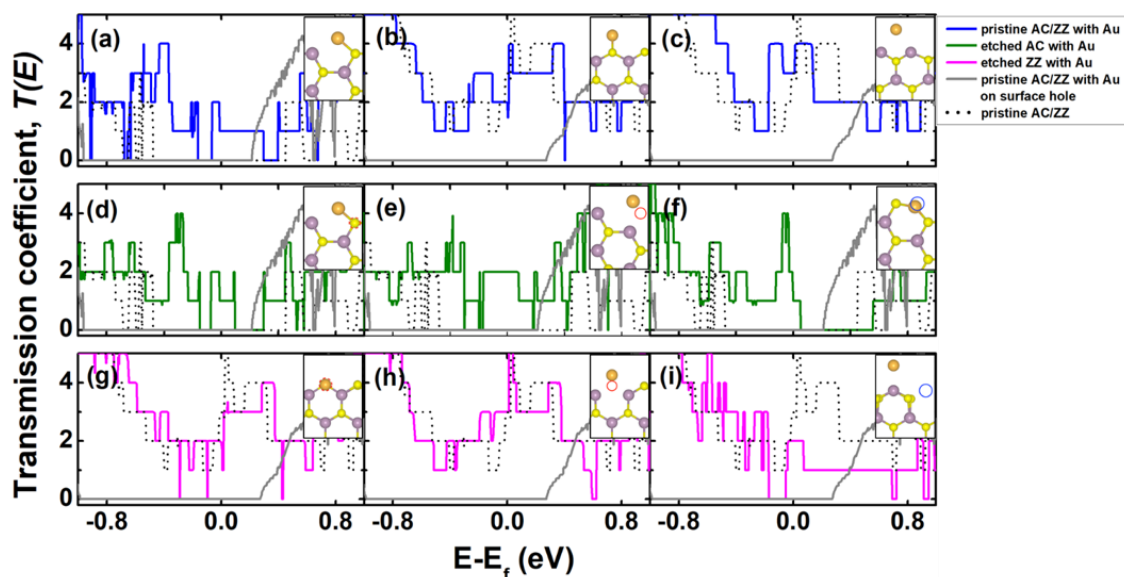 Transmission coefficient, T(E)
(a)
(b)
(c)
pristine AC/ZZ with Au
etched AC with Au
etched ZZ with Au
pristine AC/ZZ with Au
on surface hole
pristine AC/ZZ
4
2
0
(d)
(e)
(f)
4
2
0
(g)
(h)
(i)
4
2
0
-0.8 0.0 0.8 -0.8 0.0 0.8 -0.8 0.0 0.8
E-Ef (eV)